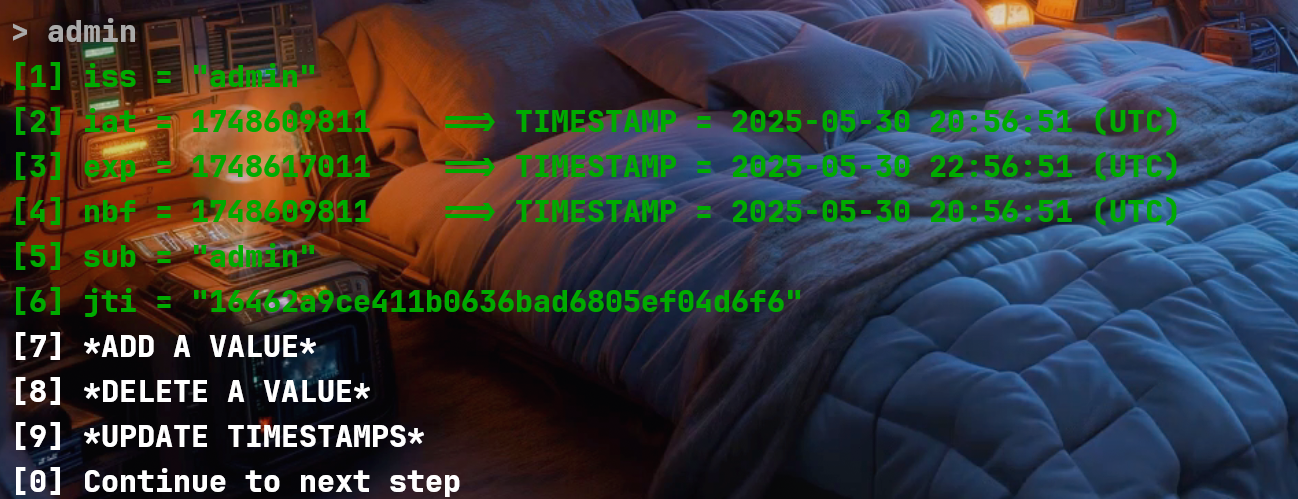 > admin
[1] iss = "admin"
[2] iat = 1748609811    ==> TIMESTAMP = 2025-05-30 20:56:51 (UTC)
[3] exp = 1748617011    ==> TIMESTAMP = 2025-05-30 22:56:51 (UTC)
[4] nbf = 1748609811    ==> TIMESTAMP = 2025-05-30 20:56:51 (UTC)
[5] sub = "admin"
[6] jti = "16462a9ce411b0636bad6805ef04d6f6"
[7] *ADD A VALUE*
[8] *DELETE A VALUE*
[9] *UPDATE TIMESTAMPS*
[0] Continue to next step